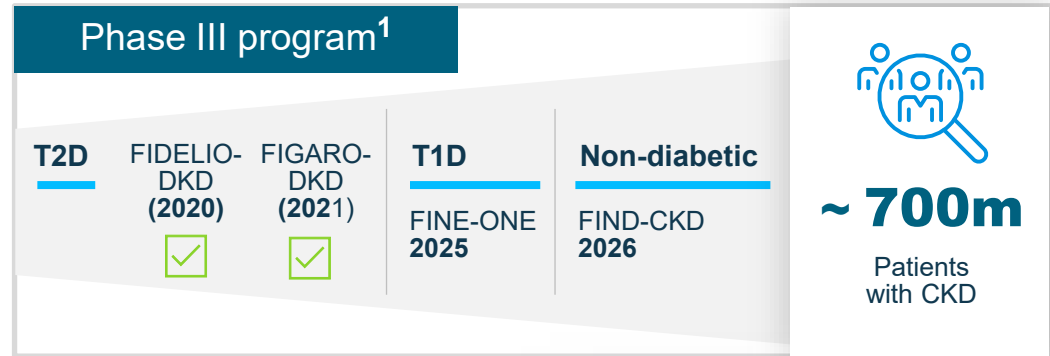 Phase III program1
T2D
FIDELIO-
DKD
(2020)
FIGARO-
DKD
(2021)
T1D
FINE-ONE
2025
Non-diabetic
FIND-CKD
2026
~ 700m
Patients
with CKD